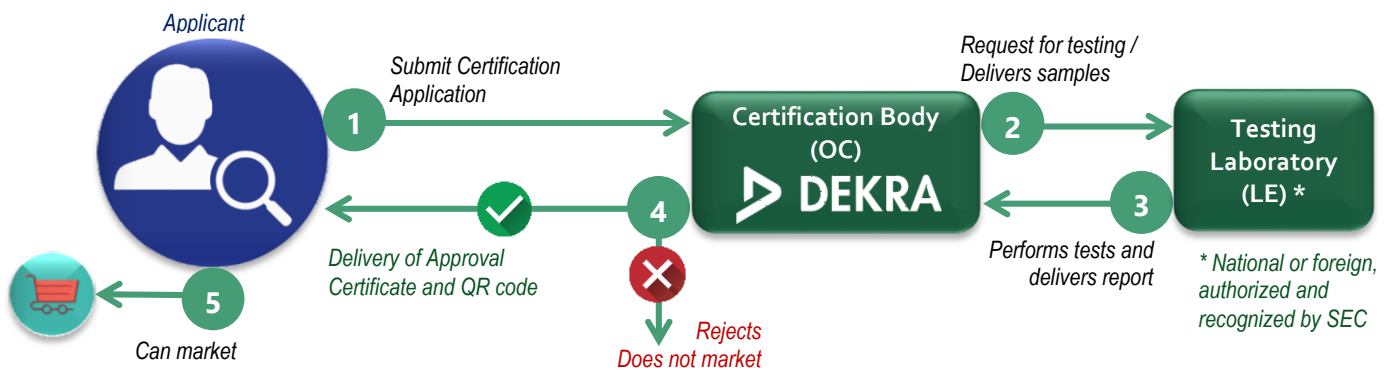 Applicant
1
Submit Certification
Application
Certification Body
(OC)
DEKRA
2
Request for testing /
Delivers samples
Testing
Laboratory
(LE) *
3
Performs tests and
delivers report
* National or foreign,
authorized and
recognized by SEC
4
Delivery of Approval
Certificate and QR code
Rejects
Does not market
5
Can market